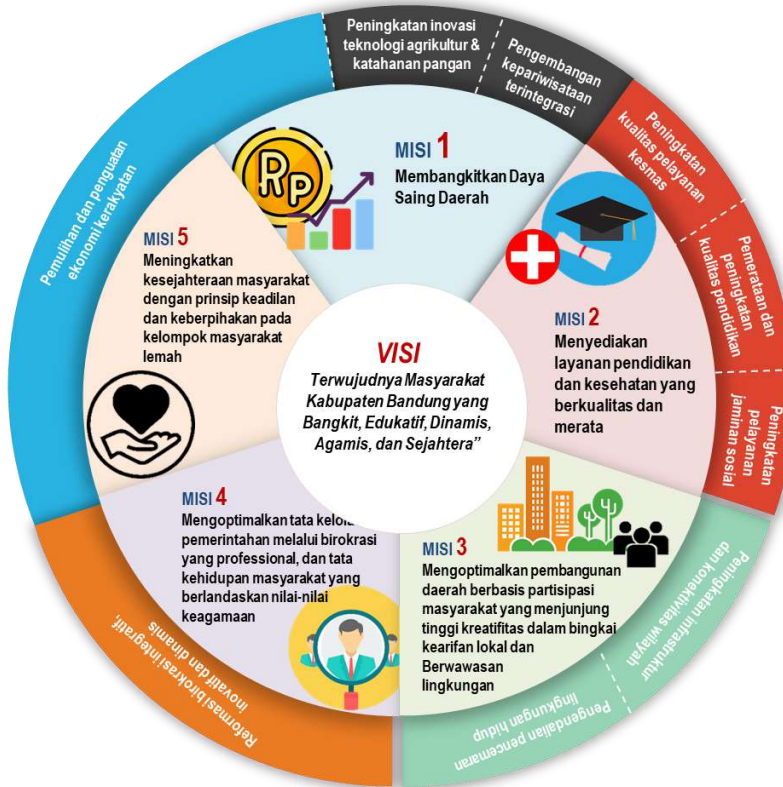 Peningkatan inovasi
teknologi agrikultur &
katahanan pangan
Pengembangan
kepariwisataan
terintegrasi
Peningkatan
kualitas pelayanan
kesmas
Pemerataan dan
peningkatan
kualitas pendidikan
Peningkatan
pelayanan
jaminan sosial
Peningkatan infrastruktur
dan konektivitas wilayah
Pengendalian pencemaran
lingkungan hidup
Reformasi birokrasi integratif,
inovatif dan dinamis
Pemulihan dan penguatan
ekonomi kerakyatan
RP
MISI 1
Membangkitkan Daya
Saing Daerah
MISI 2
Menyediakan
layanan pendidikan
dan kesehatan yang
berkualitas dan
merata
MISI 3
Mengoptimalkan pembangunan
daerah berbasis partisipasi
masyarakat yang menjunjung
tinggi kreatifitas dalam bingkai
kearifan lokal dan
Berwawasan
lingkungan
MISI 4
Mengoptimalkan tata kelola
pemerintahan melalui birokrasi
yang professional, dan tata
kehidupan masyarakat yang
berlandaskan nilai-nilai
keagamaan
MISI 5
Meningkatkan
kesejahteraan masyarakat
dengan prinsip keadilan
dan keberpihakan pada
kelompok masyarakat
lemah
VISI
Terwujudnya Masyarakat
Kabupaten Bandung yang
Bangkit, Edukatif, Dinamis,
Agamis, dan Sejahtera”